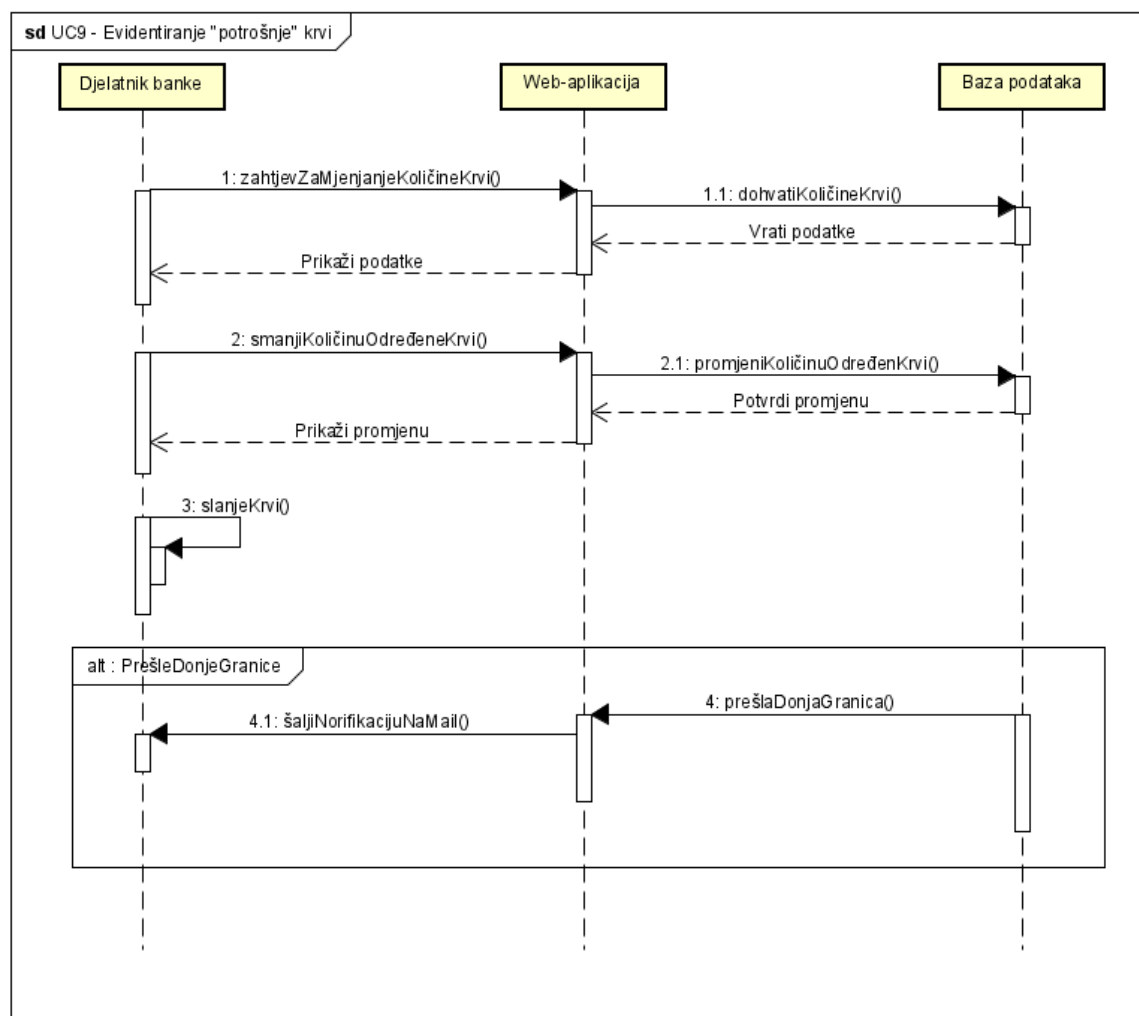 sd UC9 - Evidentiranje "potrošnje" krvi
Djelatnik banke
Web-aplikacija
Baza podataka
1: zahtjevZaMjenjanjeKoličineKrvi()
1.1: dohvatiKoličineKrvi()
Vrati podatke
Prikaži podatke
2: smanjiKoličinuOdređeneKrvi()
2.1: promjeniKoličinuOdređenKrvi()
Potvrdi promjenu
Prikaži promjenu
3: slanjeKrvi()
alt : PrešleDonjeGranice
4: prešlaDonjaGranica()
4.1: šaljiNorifikacijuNaMail()